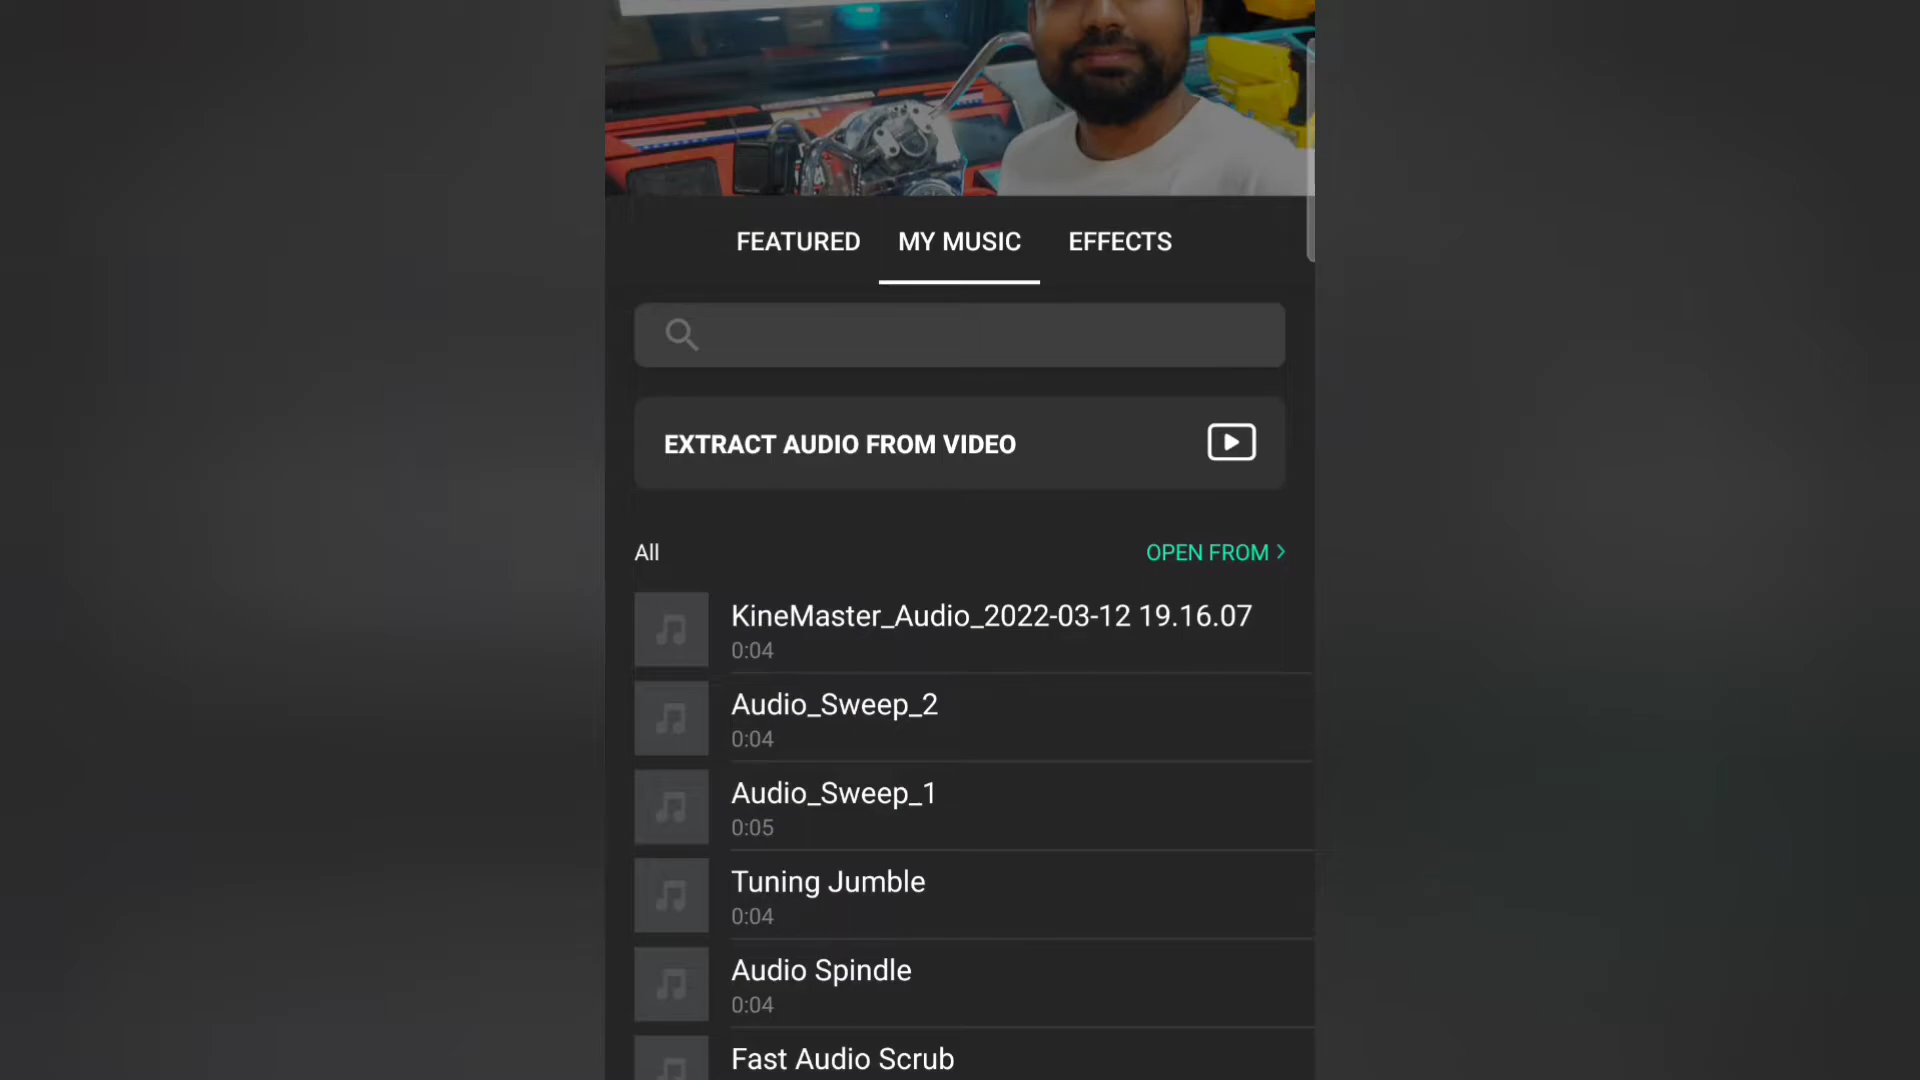 FEATURED MY MUSIC EFFECTS
EXTRACT AUDIO FROM VIDEO
All OPEN FROM >
KineMaster_Audio_2022-03-12 19.16.07
0:04
Audio_Sweep_2
0:04
Audio_Sweep_1
0:05
Tuning Jumble
0:04
Audio Spindle
0:04
Fast Audio Scrub